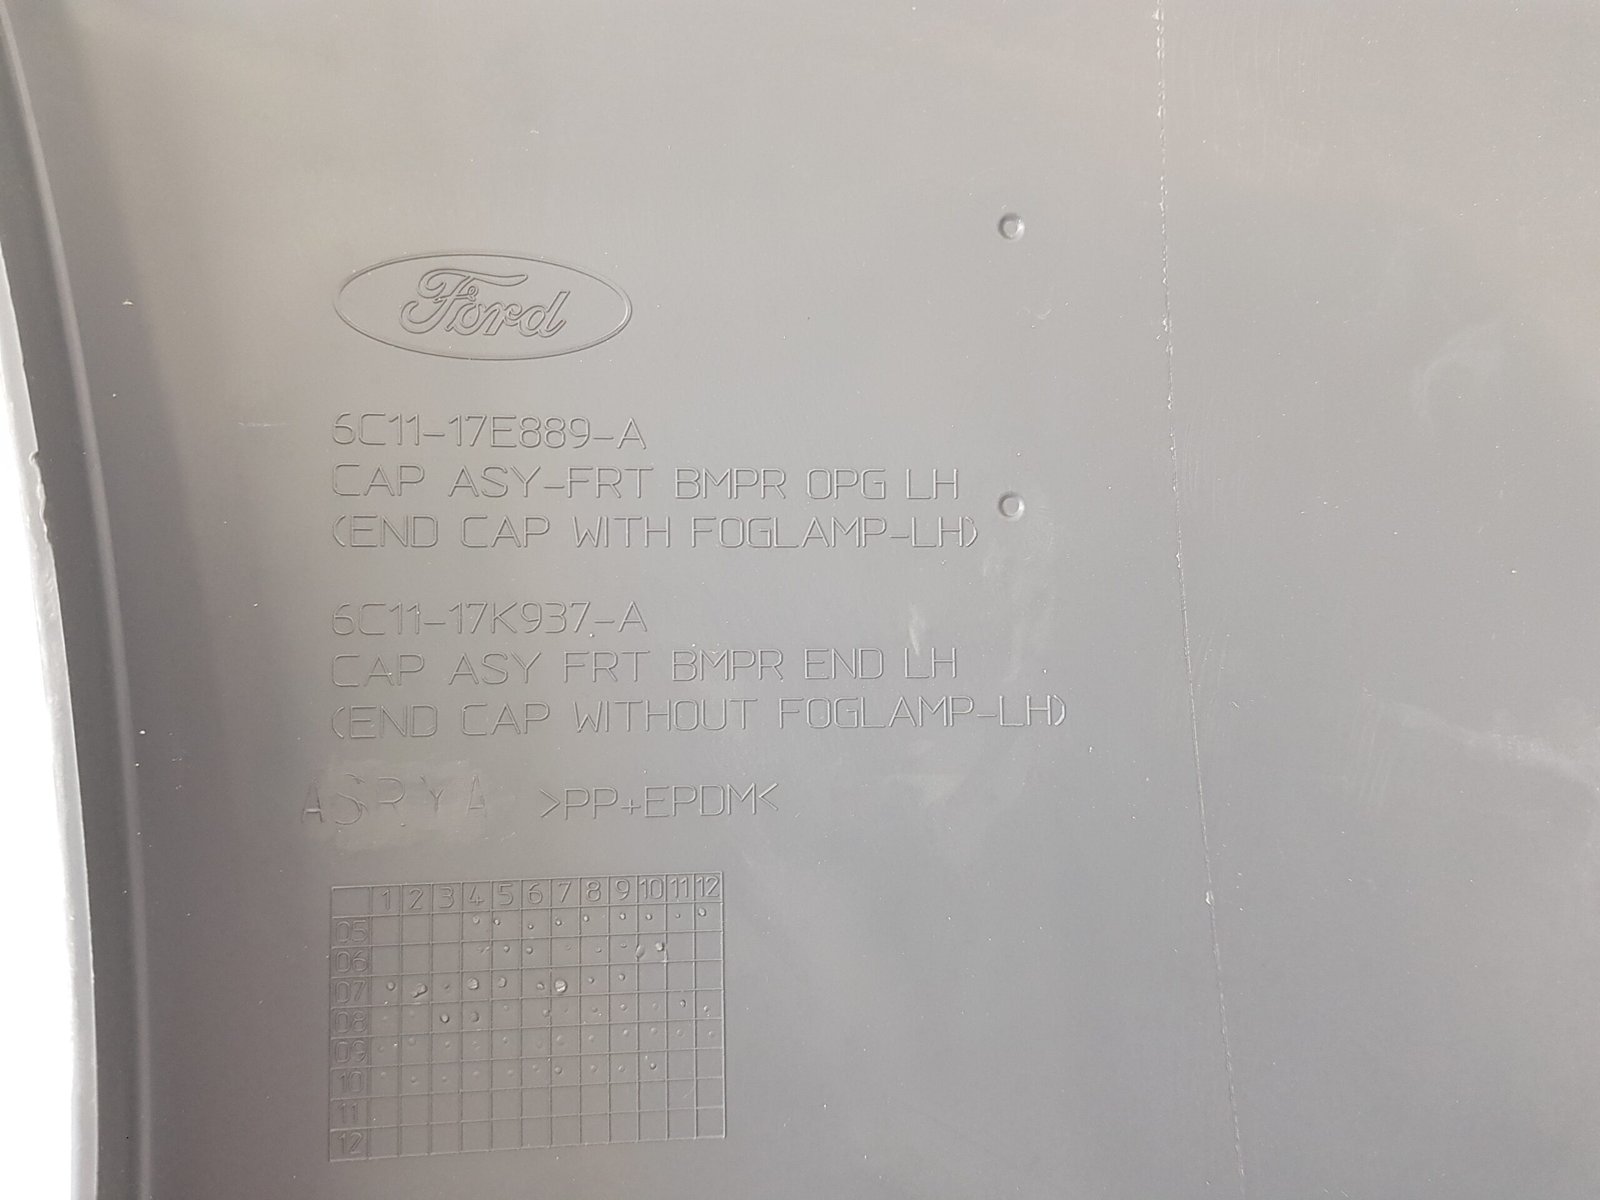 Ford
6C11-17E889-A
CAP ASY-FRT BMPR OPG LH
(END CAP WITH FOGLAMP-LH)
6C11-17K937-A
CAP ASY FRT BMPR END LH
(END CAP WITHOUT FOGLAMP-LH)
ASRYA >PP+EPDM<
1 2 3 4 5 6 7 8 9 10 11 12
05
06
07
08
09
10
11
12